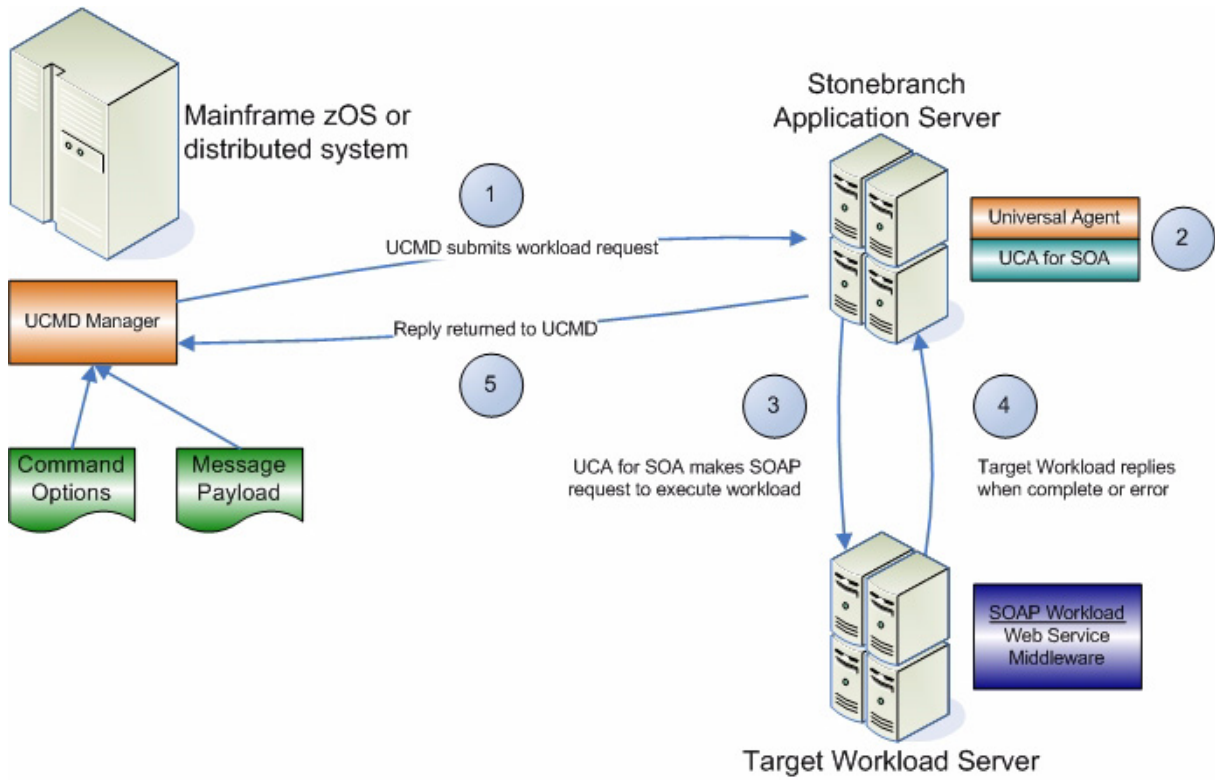 Mainframe zOS or
distributed system
Stonebranch
Application Server
1
UCMD submits workload request
Universal Agent
UCA for SOA
2
UCMD Manager
Reply returned to UCMD
5
3
4
Command
Options
Message
Payload
UCA for SOA makes SOAP
request to execute workload
Target Workload replies
when complete or error
SOAP Workload
Web Service
Middleware
Target Workload Server